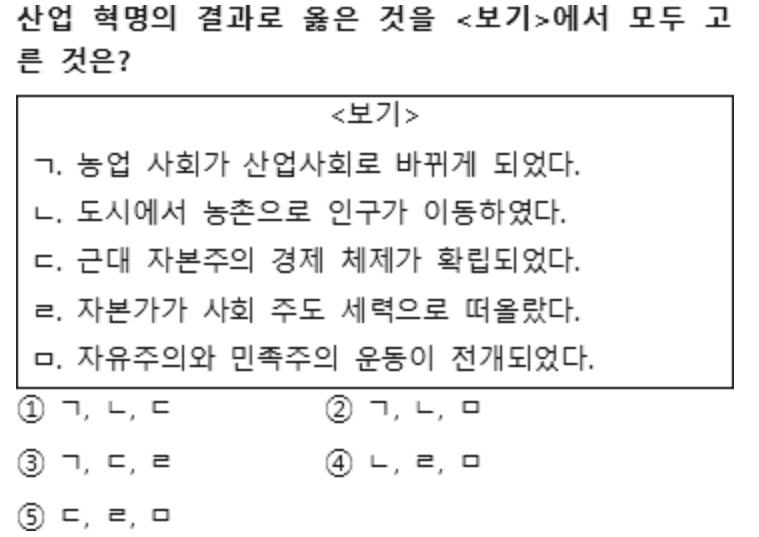 산업 혁명의 결과로 옳은 것을 <보기>에서 모두 고
른 것은?
<보기>
ㄱ. 농업 사회가 산업사회로 바뀌게 되었다.
ㄴ. 도시에서 농촌으로 인구가 이동하였다.
ㄷ. 근대 자본주의 경제 체제가 확립되었다.
ㄹ. 자본가가 사회 주도 세력으로 떠올랐다.
ㅁ. 자유주의와 민족주의 운동이 전개되었다.
① ㄱ, ㄴ, ㄷ ② ㄱ, ㄴ, ㅁ
③ ㄱ, ㄷ, ㄹ ④ ㄴ, ㄹ, ㅁ
⑤ ㄷ, ㄹ, ㅁ